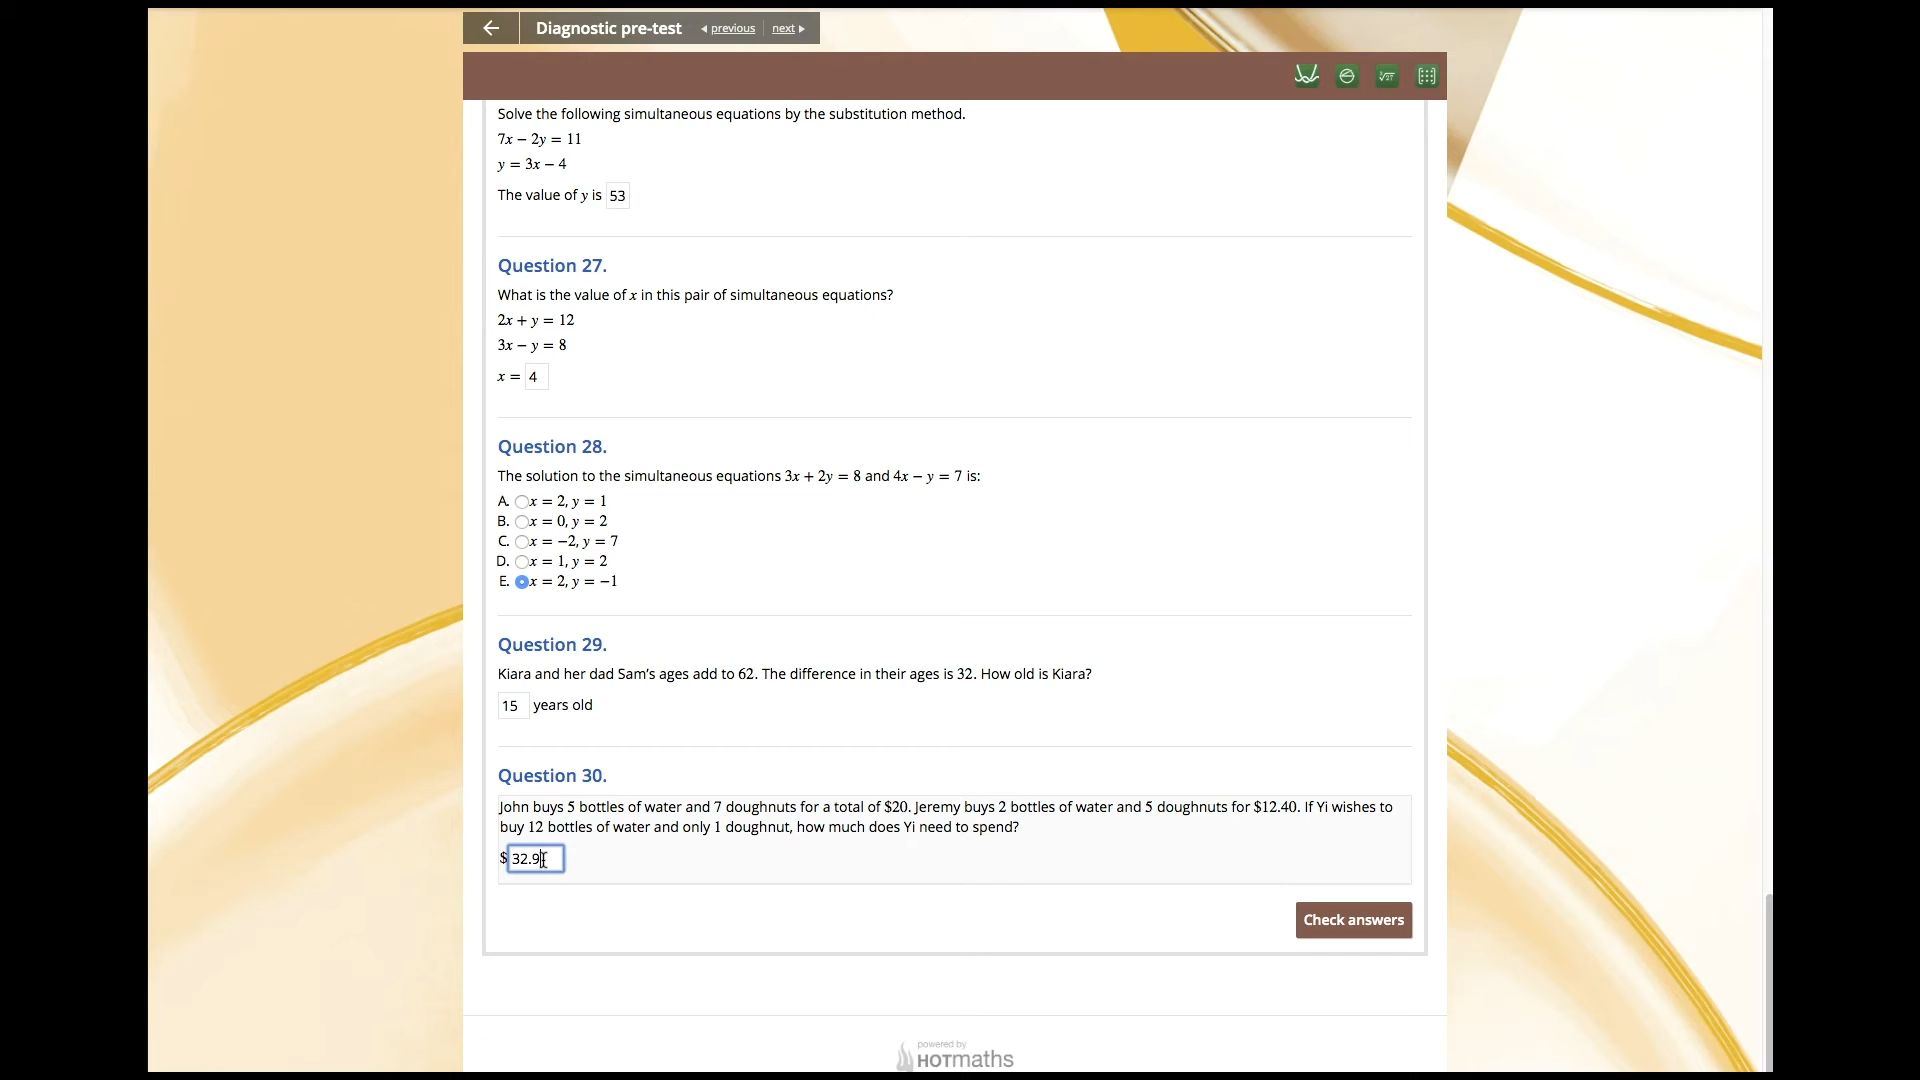 Diagnostic pre-test previous next
Solve the following simultaneous equations by the substitution method.
7x − 2y = 11
y = 3x − 4
The value of y is 53
Question 27.
What is the value of x in this pair of simultaneous equations?
2x + y = 12
3x − y = 8
x = 4
Question 28.
The solution to the simultaneous equations 3x + 2y = 8 and 4x − y = 7 is:
A. x = 2, y = 1
B. x = 0, y = 2
C. x = −2, y = 7
D. x = 1, y = 2
E. x = 2, y = −1
Question 29.
Kiara and her dad Sam's ages add to 62. The difference in their ages is 32. How old is Kiara?
15 years old
Question 30.
John buys 5 bottles of water and 7 doughnuts for a total of $20. Jeremy buys 2 bottles of water and 5 doughnuts for $12.40. If Yi wishes to
buy 12 bottles of water and only 1 doughnut, how much does Yi need to spend?
$ 32.9
Check answers
powered by
HOTmaths